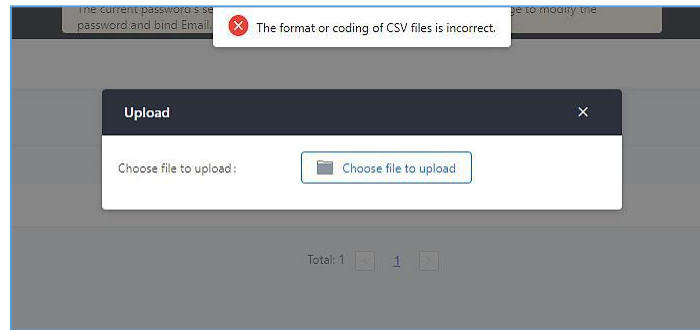 The current password's se
ge to modify the
password and bind Email.
The format or coding of CSV files is incorrect.
Upload
Choose file to upload:
Choose file to upload
Total: 1 < 1 >